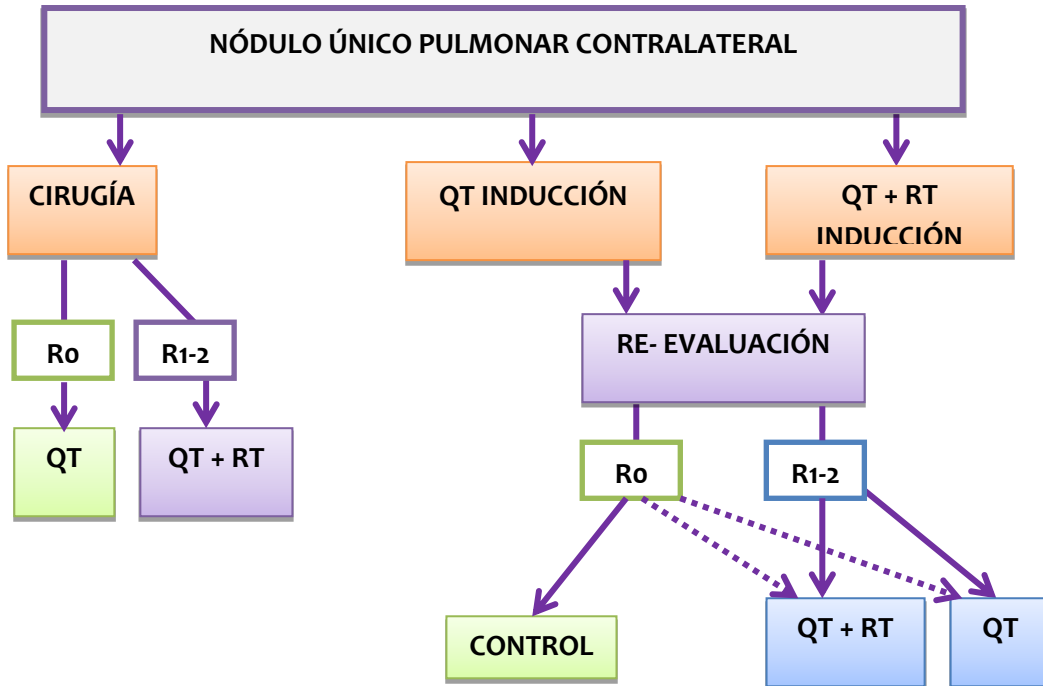 NÓDULO ÚNICO PULMONAR CONTRALATERAL
CIRUGÍA
QT INDUCCIÓN
QT + RT
INDUCCIÓN
R0
R1-2
RE- EVALUACIÓN
QT
QT + RT
R0
R1-2
CONTROL
QT + RT
QT